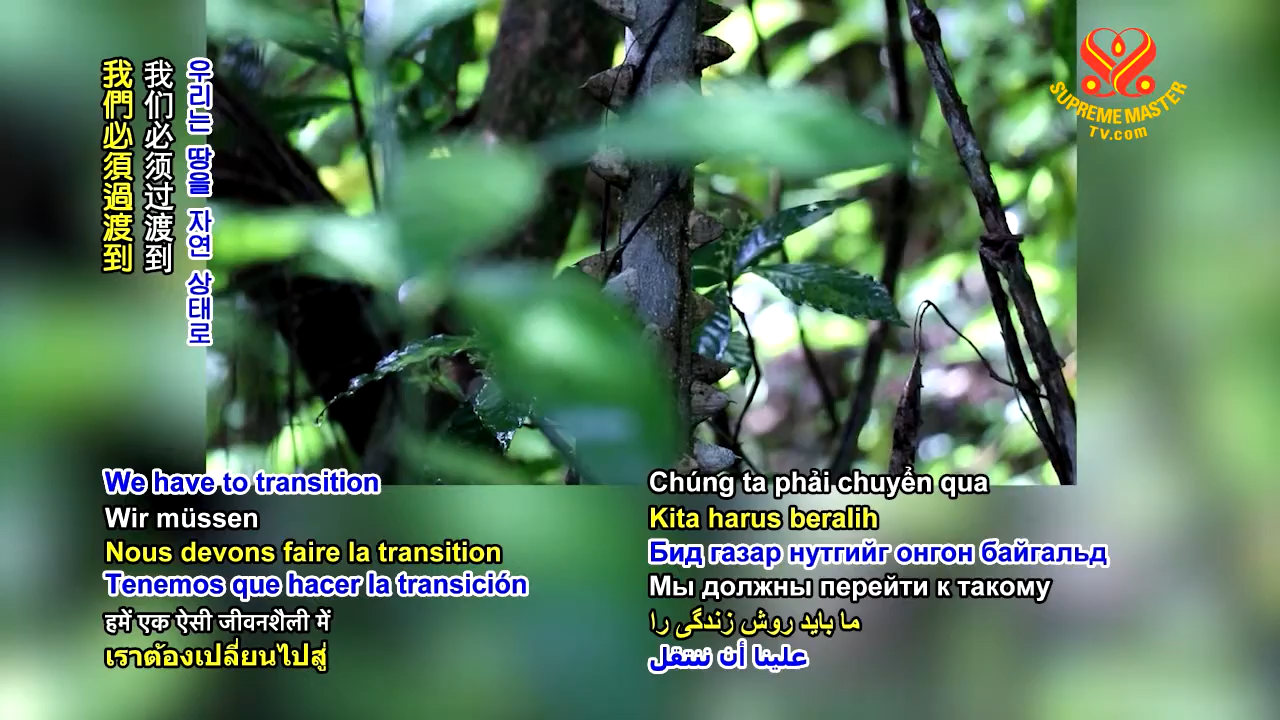 我們必須過渡到
我们必须过渡到
우리는 땅을 자연 상태로
SUPREME MASTER
TV.com
We have to transition
Wir müssen
Nous devons faire la transition
Tenemos que hacer la transición
हमें एक ऐसी जीवनशैली में
เราต้องเปลี่ยนไปสู่
Chúng ta phải chuyển qua
Kita harus beralih
Бид газар нутгийг онгон байгальд
Мы должны перейти к такому
ما باید روش زندگی را
علينا أن ننتقل